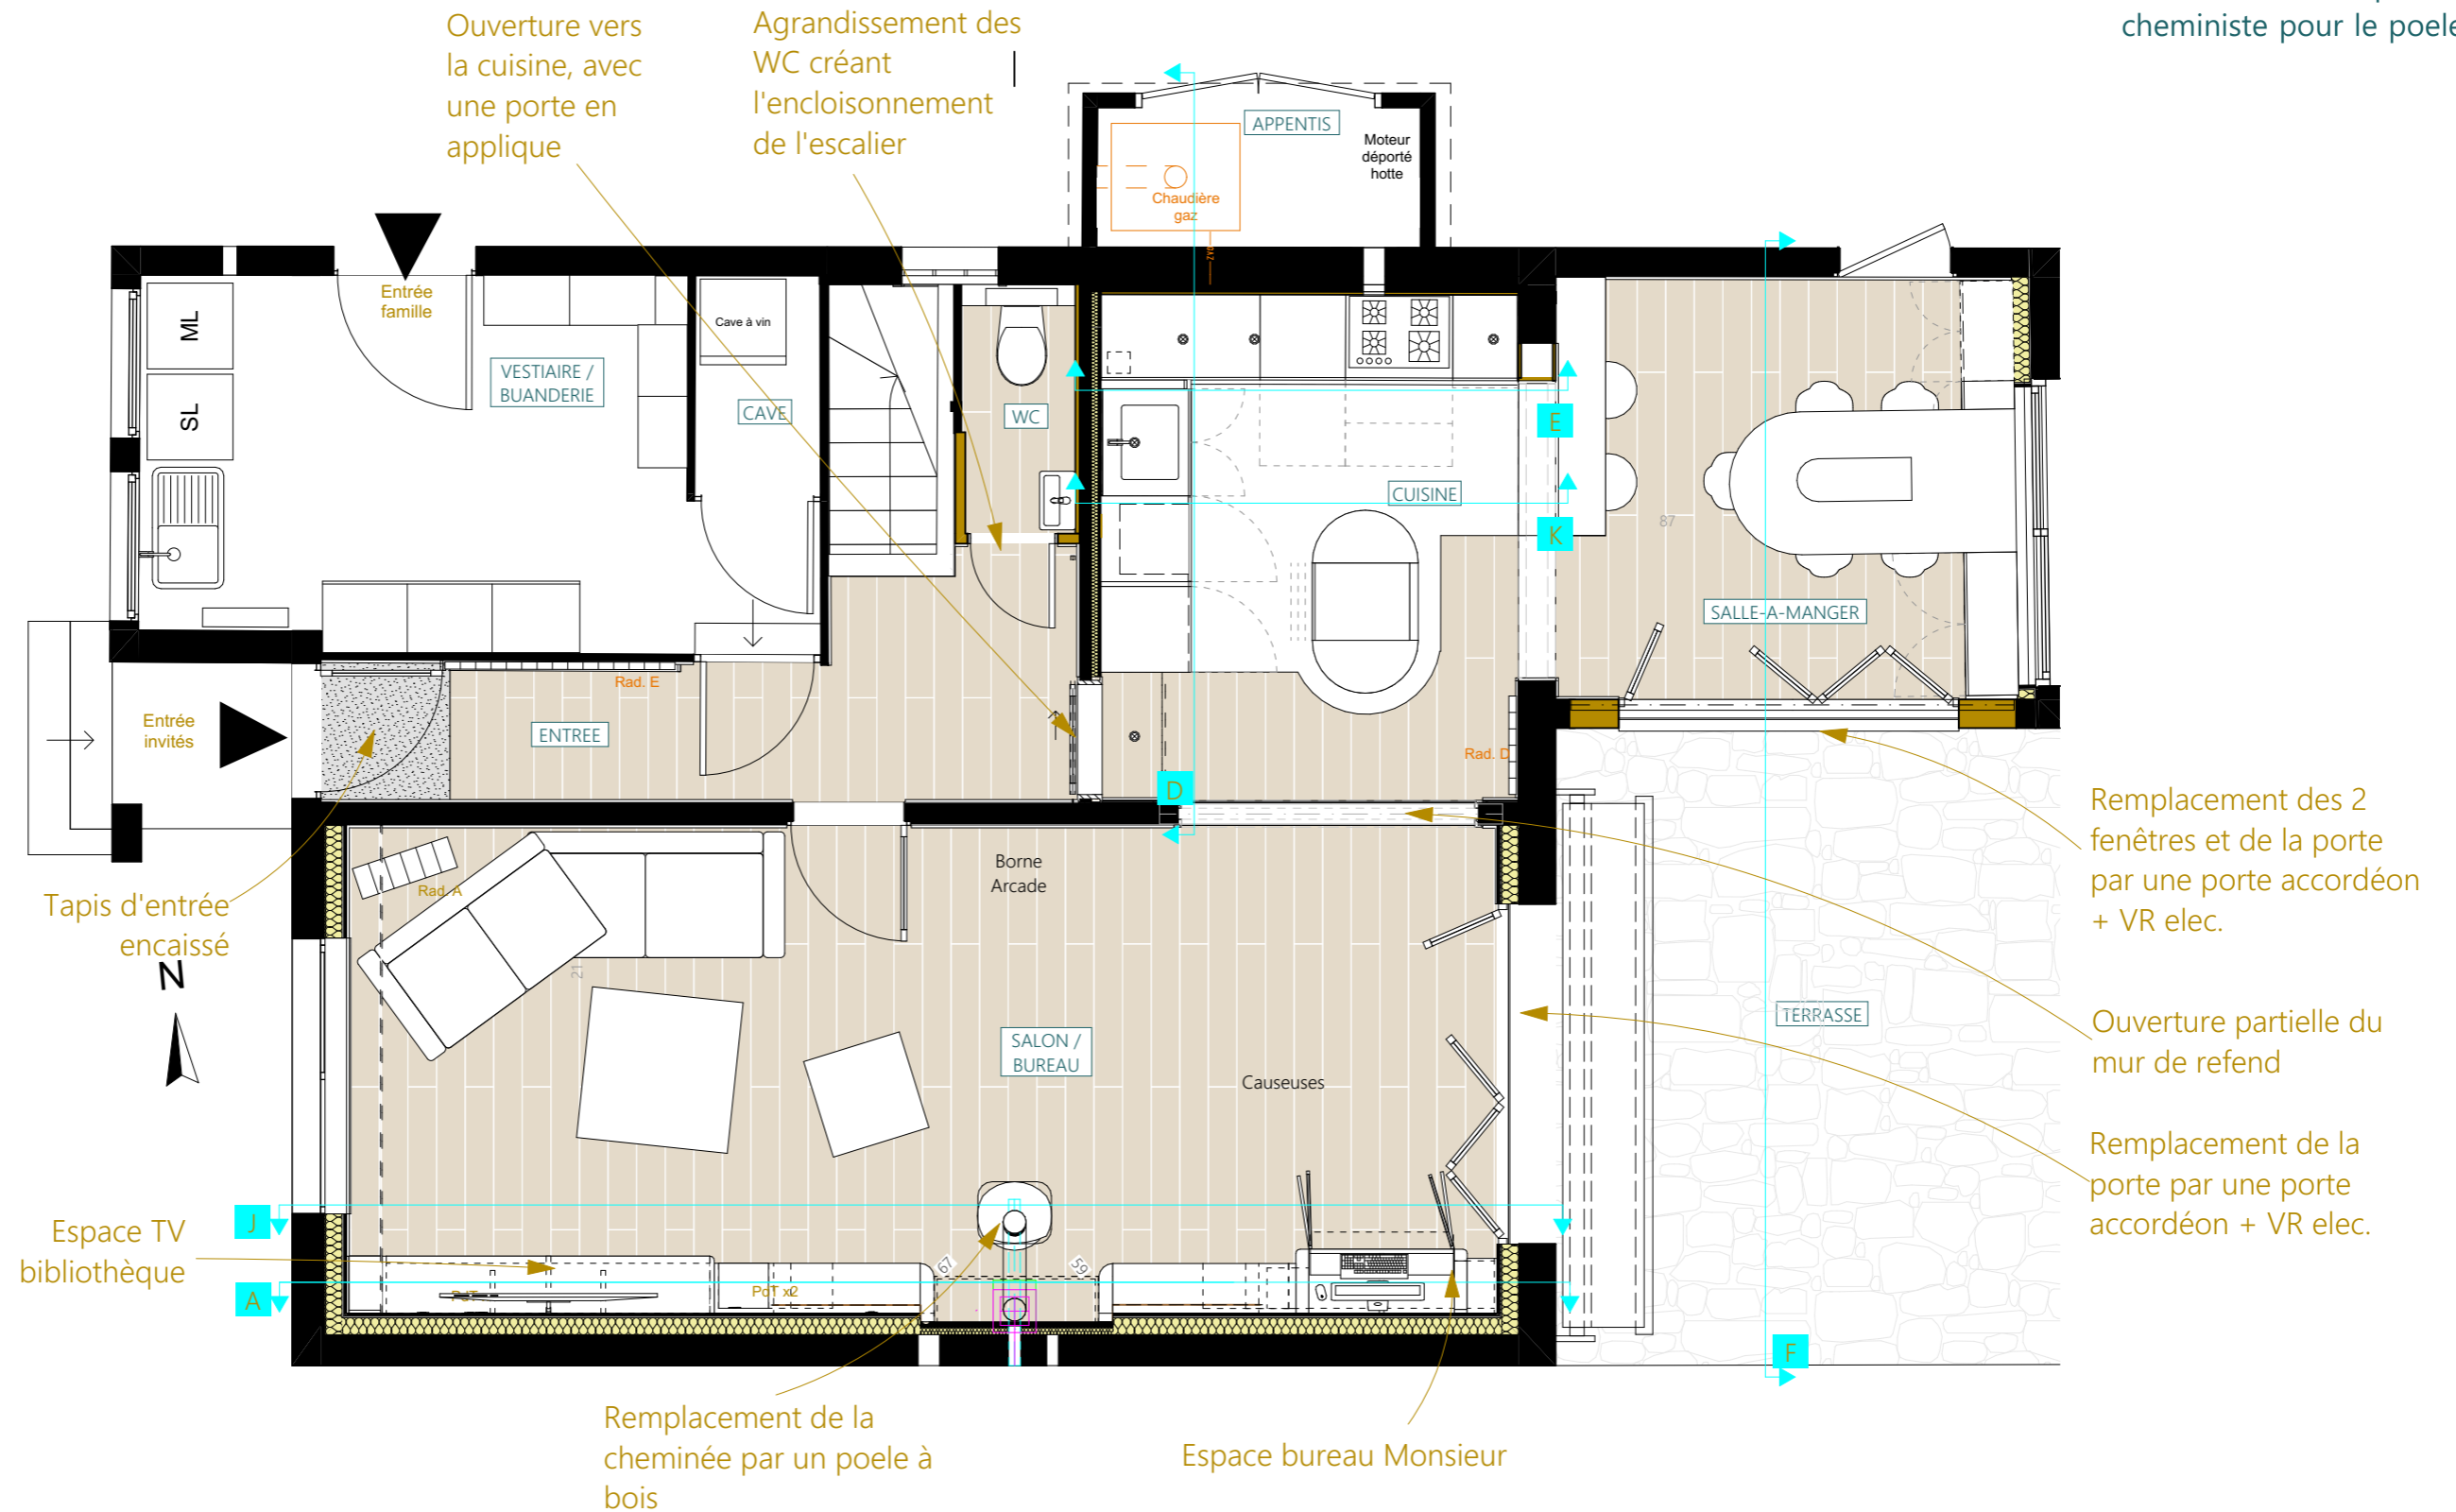 cheministe pour le poele
Ouverture vers
la cuisine, avec
une porte en
applique
Agrandissement des
WC créant
l'encloisonnement
de l'escalier
APPENTIS
Moteur
déporté
hotte
Chaudière
gaz
Entrée
famille
ML
SL
VESTIAIRE /
BUANDERIE
Cave à vin
CAVE
WC
E
CUISINE
K
87
SALLE-A-MANGER
Rad. E
Entrée
invités
ENTREE
Rad. D
D
Remplacement des 2
fenêtres et de la porte
par une porte accordéon
+ VR elec.
Borne
Arcade
Rad. A
Tapis d'entrée
encaissé
N
21
SALON /
BUREAU
Causeuses
TERRASSE
Ouverture partielle du
mur de refend
Remplacement de la
porte par une porte
accordéon + VR elec.
J
Espace TV
bibliothèque
A
PdT
PdT x2
67
59
F
Remplacement de la
cheminée par un poele à
bois
Espace bureau Monsieur